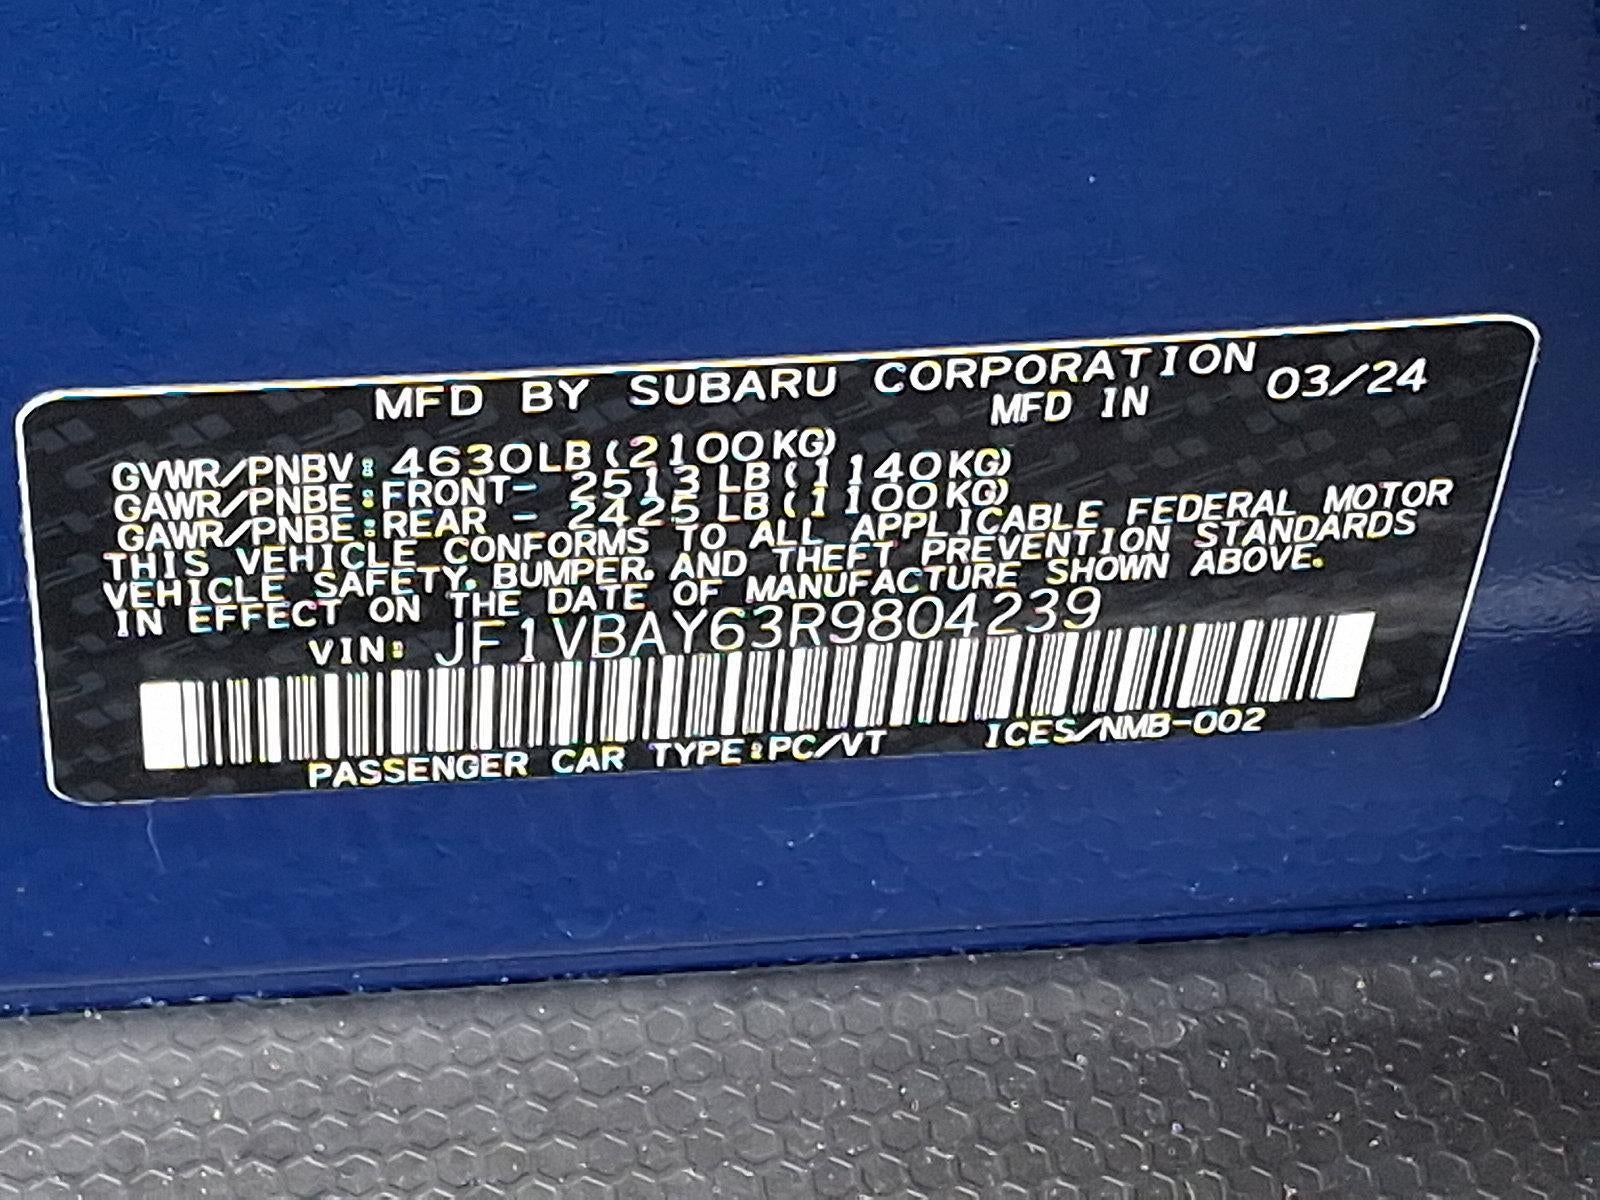 MFD BY SUBARU CORPORATION
MFD IN 03/24
GVWR/PNBV: 4630LB(2100KG)
GAWR/PNBE:FRONT- 2513 LB(1140KG)
GAWR/PNBE:REAR - 2425 LB(1100KG)
THIS VEHICLE CONFORMS TO ALL APPLICABLE FEDERAL MOTOR
VEHICLE SAFETY, BUMPER, AND THEFT PREVENTION STANDARDS
IN EFFECT ON THE DATE OF MANUFACTURE SHOWN ABOVE.
VIN: JF1VBAY63R9804239
PASSENGER CAR TYPE:PC/VT ICES/NMB-002